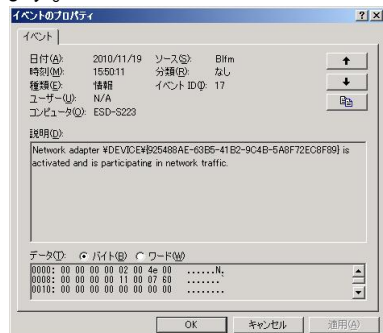 イベントのプロパティ
イベント
日付(A): 2010/11/19 ソース(S): Blfm
時刻(M): 15:50:11 分類(R): なし
種類(E): 情報 イベント ID(I): 17
ユーザー(U): N/A
コンピュータ(O): ESD-S223
説明(D):
Network adapter ¥DEVICE¥{925488AE-63B5-41B2-9C4B-5A8F72EC8F89} is
activated and is participating in network traffic.
データ(T): バイト(B) ワード(W)
0000: 00 00 00 00 02 00 4e 00 ......N.
0008: 00 00 00 00 11 00 07 60 .......`
0010: 00 00 00 00 00 00 00 00 ........
OK キャンセル 適用(A)